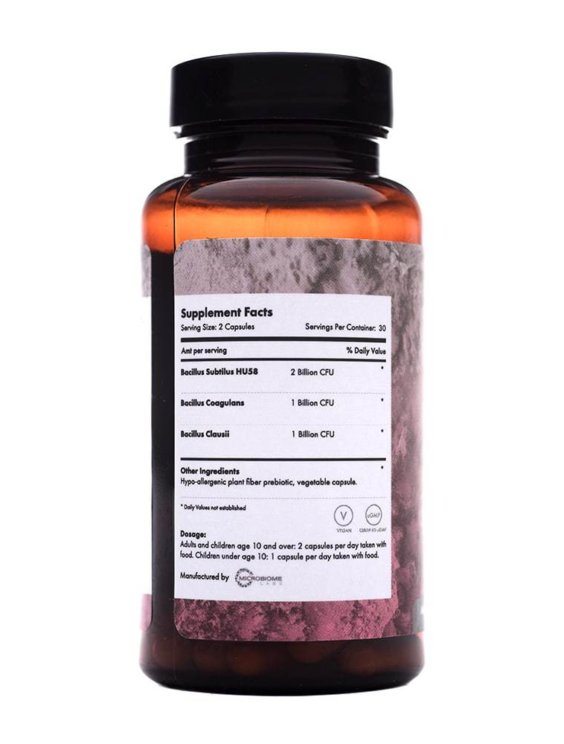 Supplement Facts
Serving Size: 2 Capsules Servings Per Container: 30
Amt per serving % Daily Value
Bacillus Subtilus HU58 2 Billion CFU *
Bacillus Coagulans 1 Billion CFU *
Bacillus Clausii 1 Billion CFU *
Other Ingredients *
Hypo-allergenic plant fiber prebiotic, vegetable capsule.
* Daily Values not established
V cGMP
VEGAN
Dosage:
Adults and children age 10 and over: 2 capsules per day taken with
food. Children under age 10: 1 capsule per day taken with food.
Manufactured by MICROBIOME
LABS